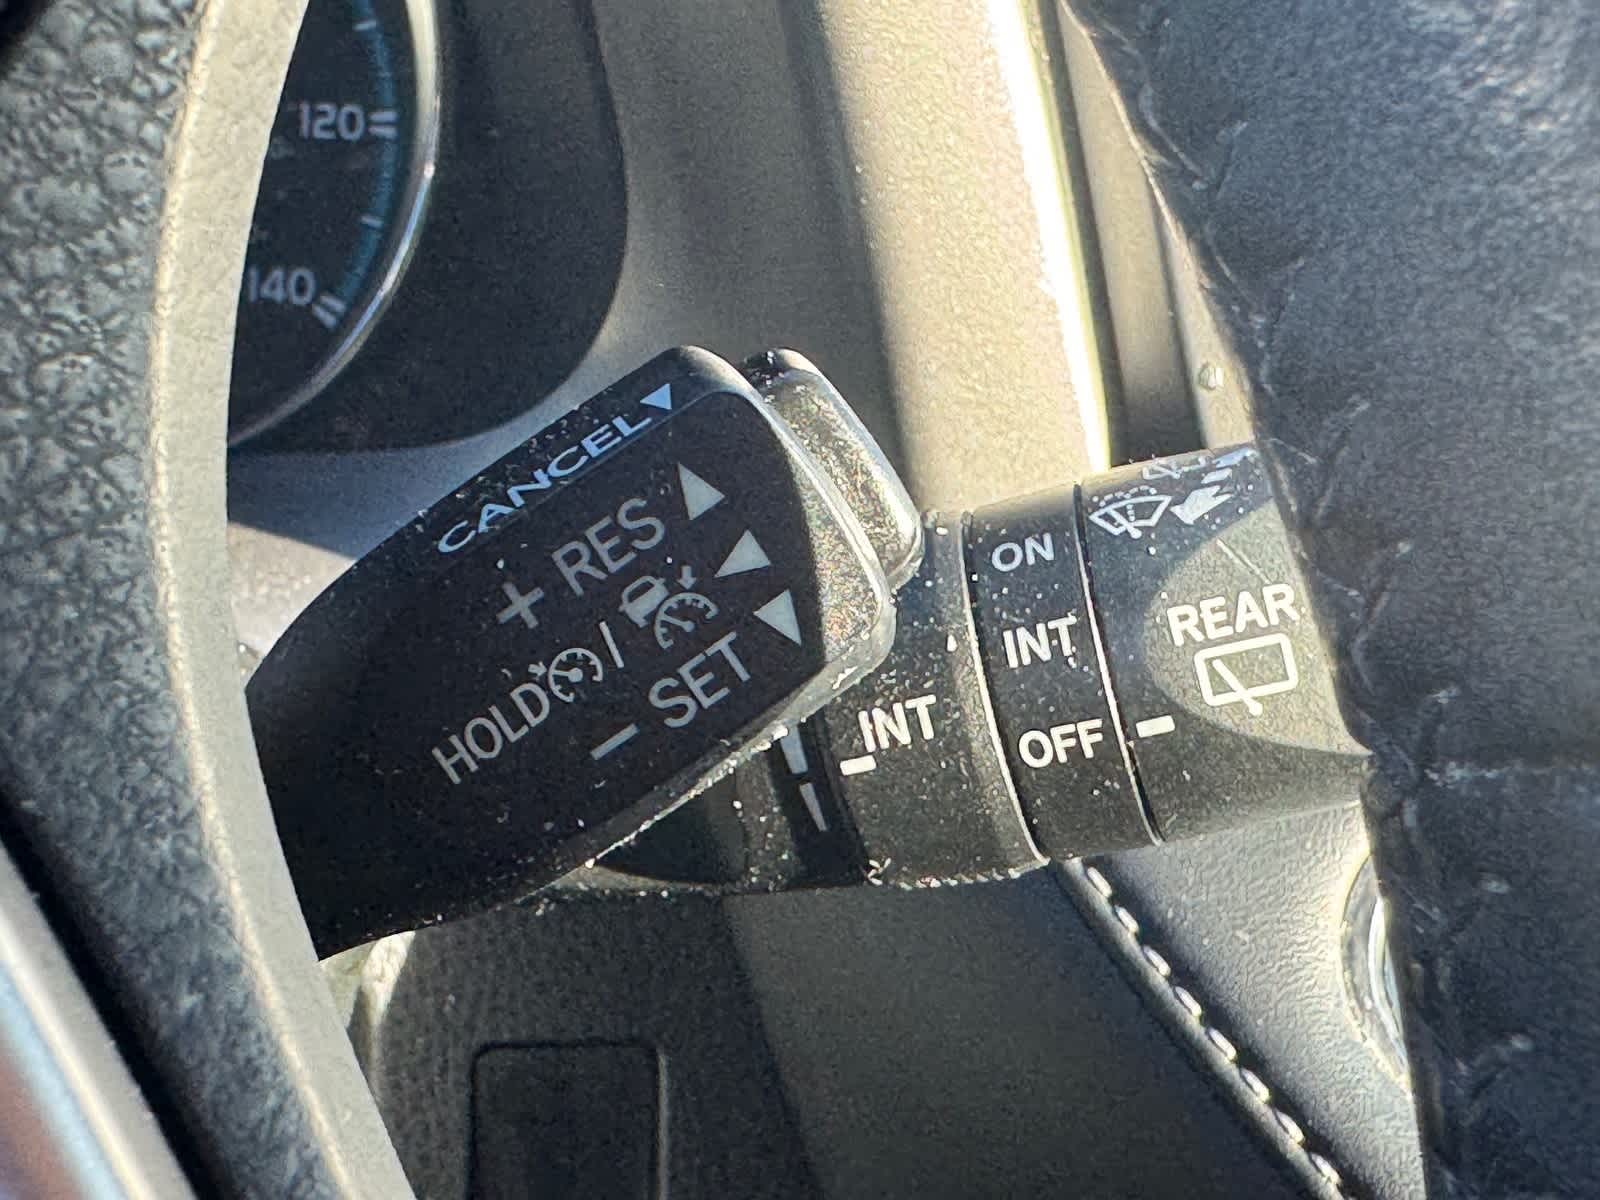 120
140
CANCEL
+ RES
HOLD /
- SET
INT
ON
INT
OFF
REAR